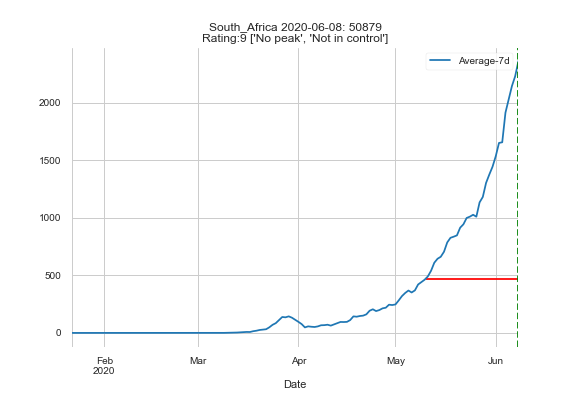 South_Africa 2020-06-08: 50879
Rating:9 ['No peak', 'Not in control']
Average-7d
2000
1500
1000
500
0
Feb
2020
Mar
Apr
May
Jun
Date